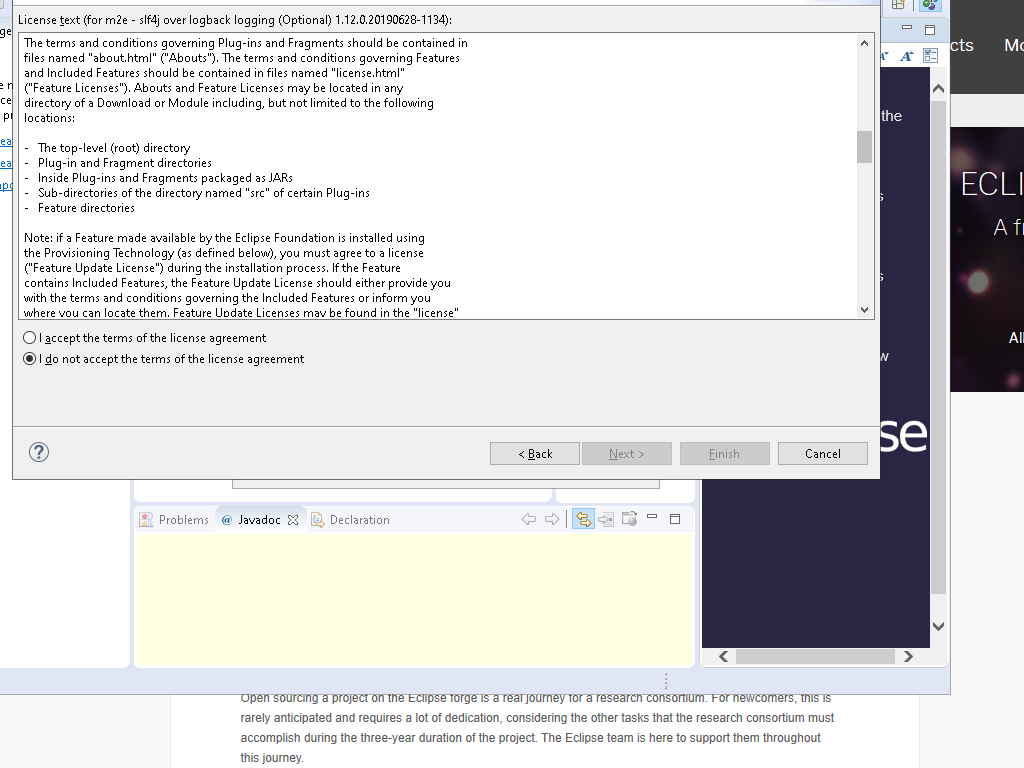 License text (for m2e - slf4j over logback logging (Optional) 1.12.0.20190628-1134):
The terms and conditions governing Plug-ins and Fragments should be contained in
files named "about.html" ("Abouts"). The terms and conditions governing Features
and Included Features should be contained in files named "license.html"
("Feature Licenses"). Abouts and Feature Licenses may be located in any
directory of a Download or Module including, but not limited to the following
locations:
- The top-level (root) directory
- Plug-in and Fragment directories
- Inside Plug-ins and Fragments packaged as JARs
- Sub-directories of the directory named "src" of certain Plug-ins
- Feature directories
Note: if a Feature made available by the Eclipse Foundation is installed using
the Provisioning Technology (as defined below), you must agree to a license
("Feature Update License") during the installation process. If the Feature
contains Included Features, the Feature Update License should either provide you
with the terms and conditions governing the Included Features or inform you
where you can locate them. Feature Update Licenses may be found in the "license"
I accept the terms of the license agreement
I do not accept the terms of the license agreement
< Back
Next >
Finish
Cancel
the
se
cts
Mo
ECLI
A fr
All
Problems
@ Javadoc
Declaration
Open sourcing a project on the Eclipse forge is a real journey for a research consortium. For newcomers, this is
rarely anticipated and requires a lot of dedication, considering the other tasks that the research consortium must
accomplish during the three-year duration of the project. The Eclipse team is here to support them throughout
this journey.